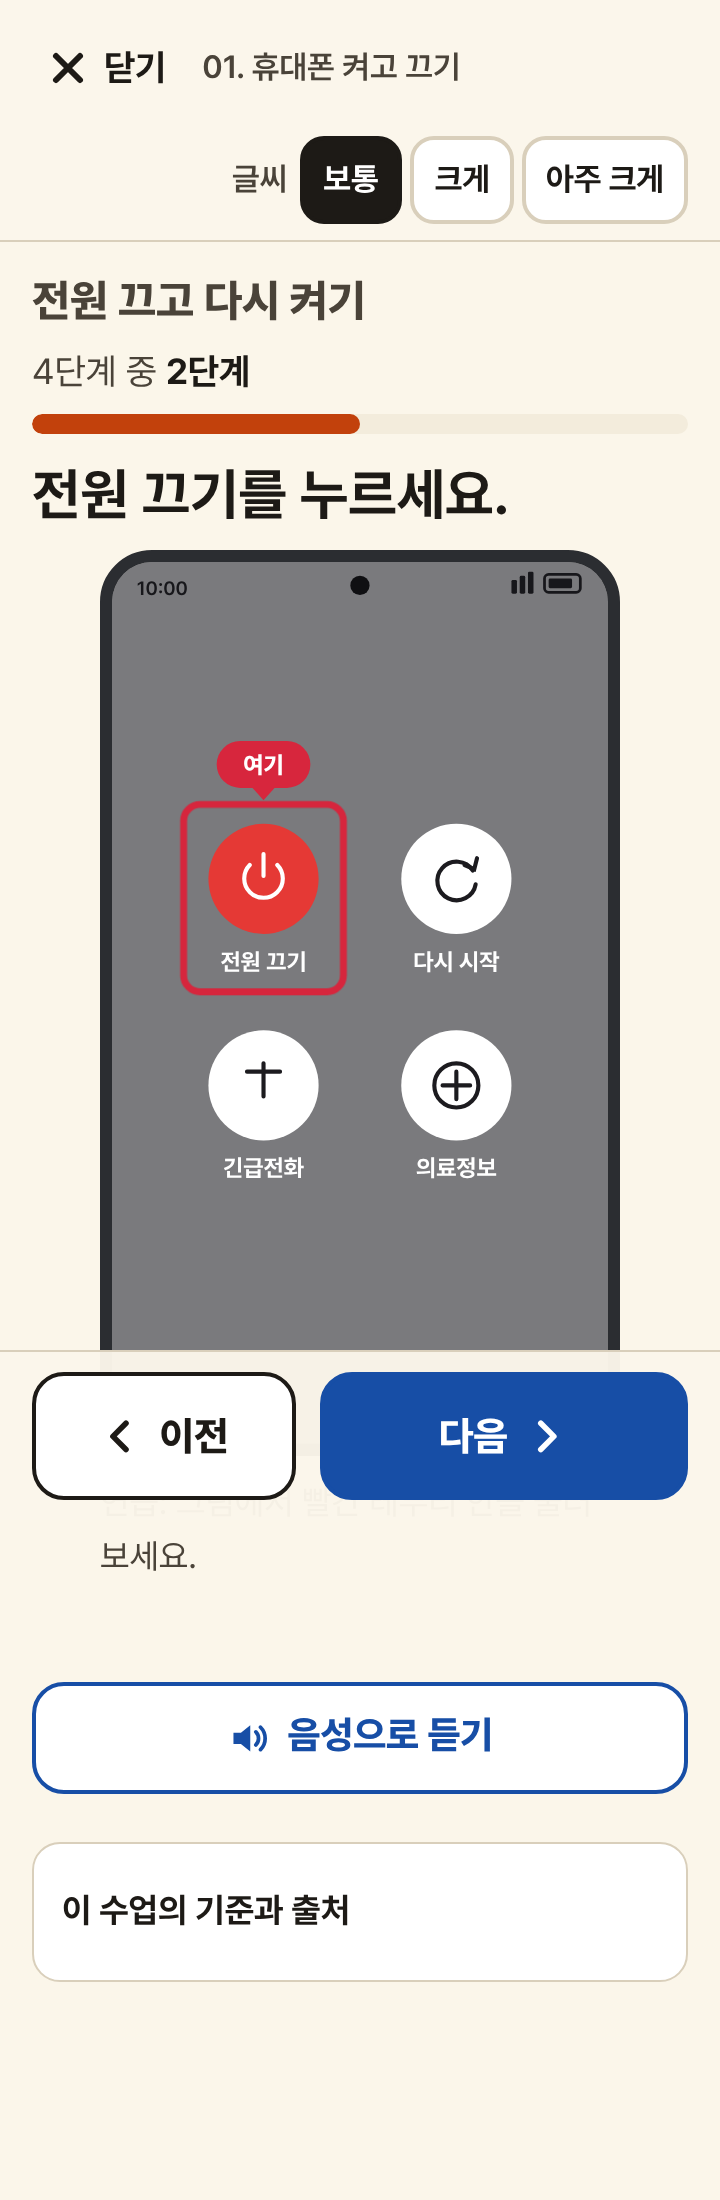 닫기 01. 휴대폰 켜고 끄기
글씨 보통 크게 아주 크게
전원 끄고 다시 켜기
4단계 중 2단계
전원 끄기를 누르세요.
10:00
여기
전원 끄기 다시 시작
긴급전화 의료정보
이전 다음
보세요.
음성으로 듣기
이 수업의 기준과 출처